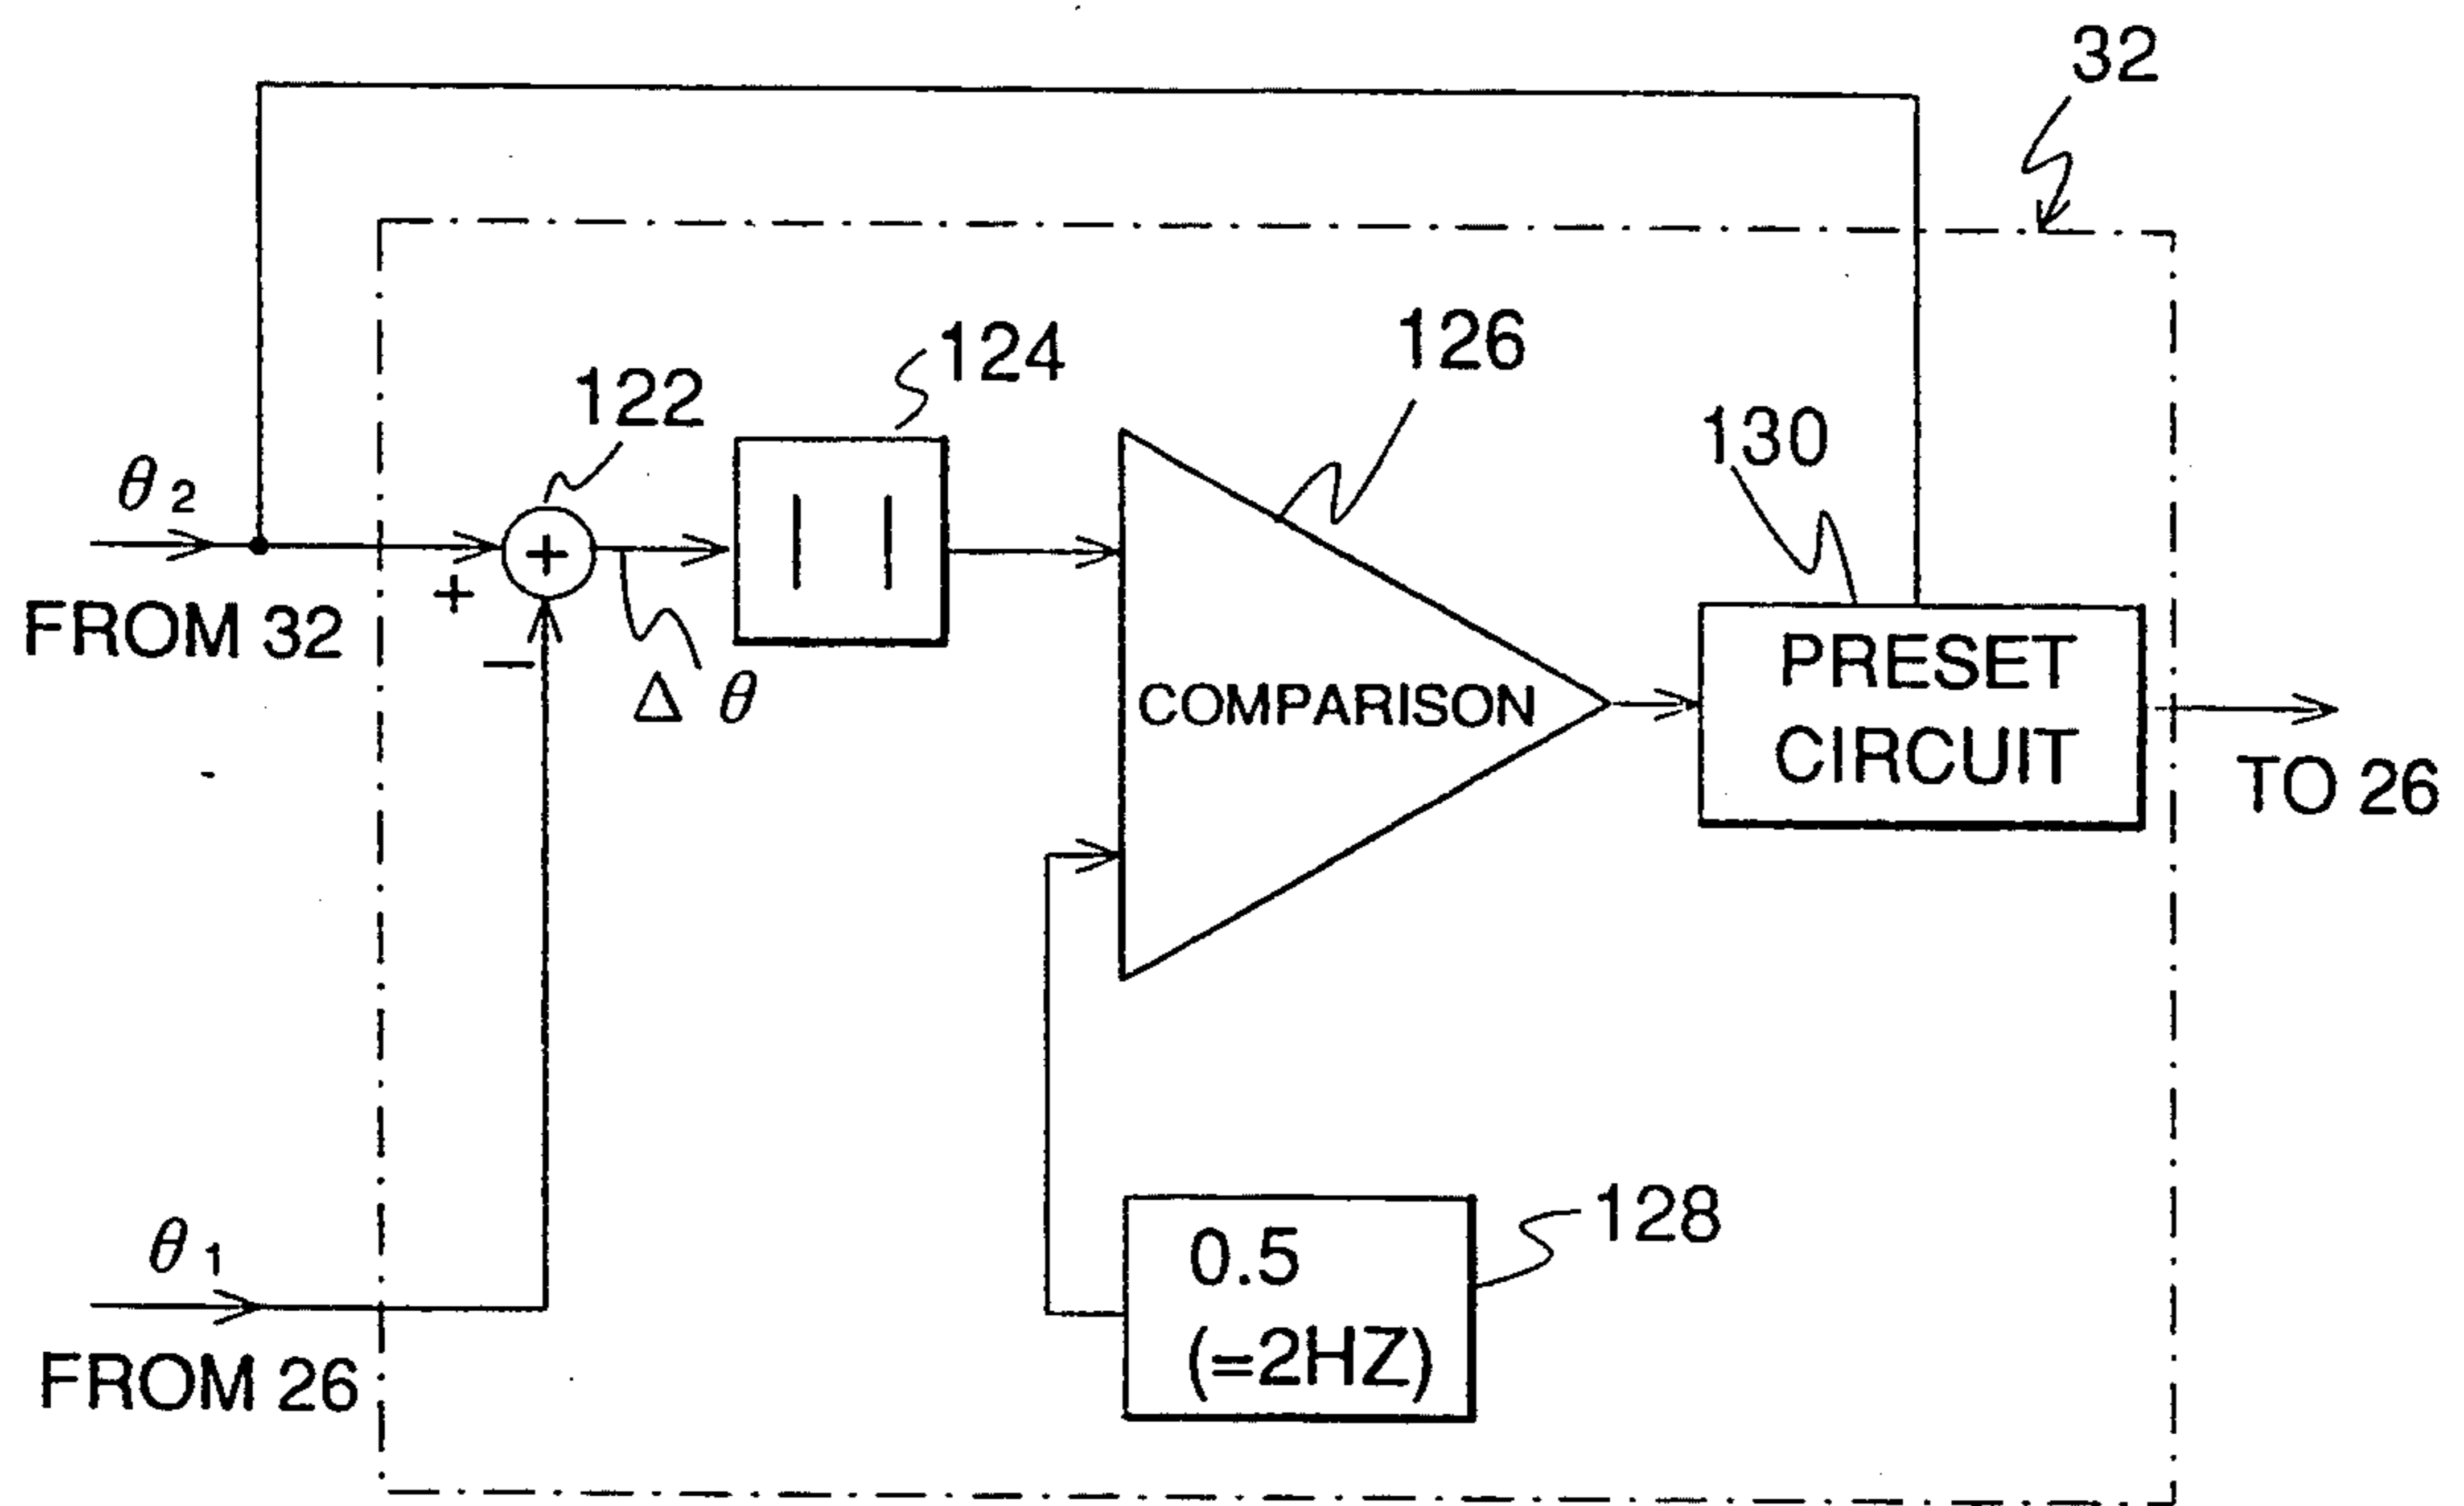 32
124
126
122
130
θ2
+
+
FROM 32
−
Δ θ
| |
COMPARISON
PRESET
CIRCUIT
TO 26
θ1
FROM 26
0.5
(=2HZ)
128